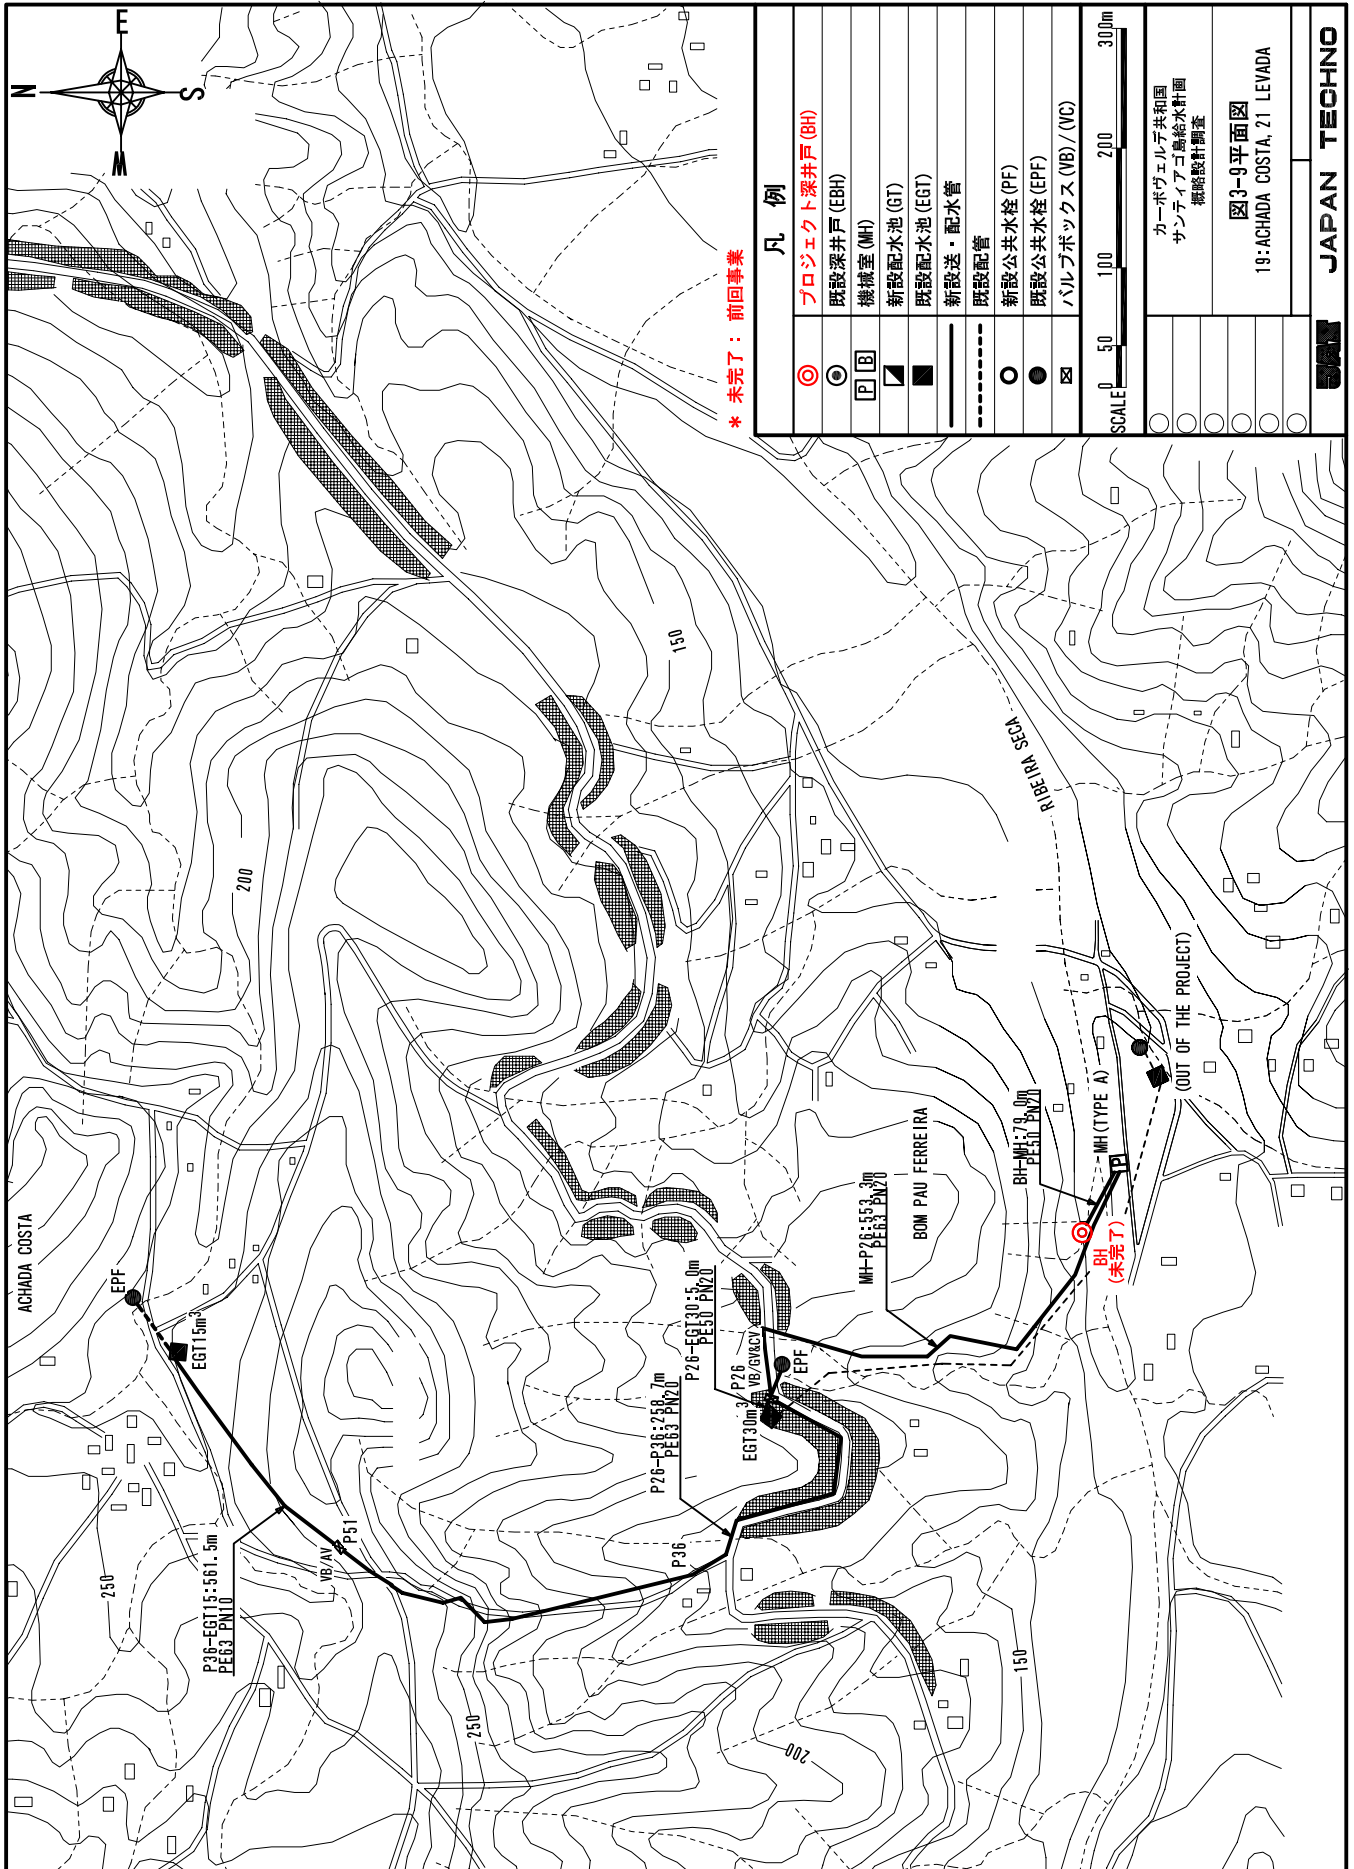 N
E
S
W
* 未完了 : 前回事業
凡 例
プロジェクト深井戸(BH)
既設深井戸(EBH)
P B 機械室(MH)
新設配水池(GT)
既設配水池(EGT)
新設送・配水管
既設配管
新設公共水栓(PF)
既設公共水栓(EPF)
バルブボックス(VB)/(VC)
SCALE
0 50 100 200 300m
カーボヴェルデ共和国
サンティアゴ島給水計画
概略設計調査
図3-9平面図
19:ACHADA COSTA, 21 LEVADA
JAPAN TECHNO
ACHADA COSTA
EPF
EGT15m3
P36-EGT15:561.5m
PE63 PN10
VB/AV
P51
250
200
150
P36
P26-P36:258.7m
PE63 PN20
P26-EGT30:5.0m
PE50 PN20
EGT30m3
P26
VB/GV&CV
EPF
MH-P26:553.3m
PE63 PN20
BOM PAU FERREIRA
BH-MH:79.0m
PE50 PN20
MH(TYPE A)
P
BH
(未完了)
(OUT OF THE PROJECT)
RIBEIRA SECA
250
200
150